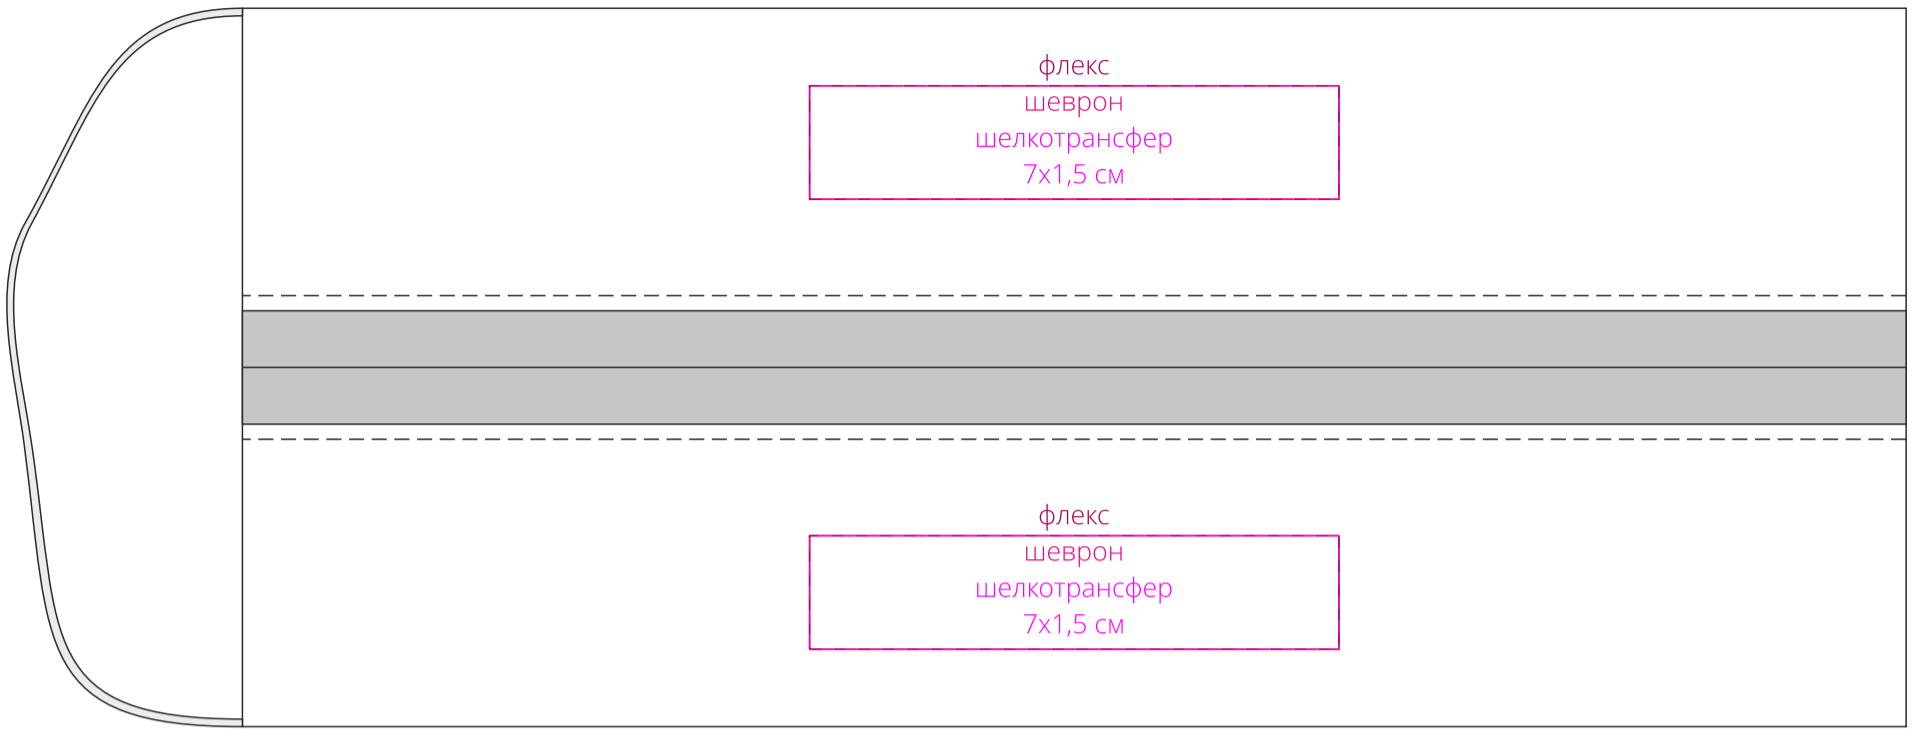 флекс
шеврон
шелкотрансфер
7х1,5 см
флекс
шеврон
шелкотрансфер
7х1,5 см